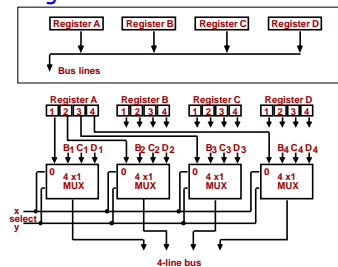 Register A Register B Register C Register D
Bus lines
Register A Register B Register C Register D
1 2 3 4 1 2 3 4 1 2 3 4 1 2 3 4
B1 C1 D1 B2 C2 D2 B3 C3 D3 B4 C4 D4
0 0 0 0
4 x1 4 x1 4 x1 4 x1
MUX MUX MUX MUX
x
select
y
4-line bus